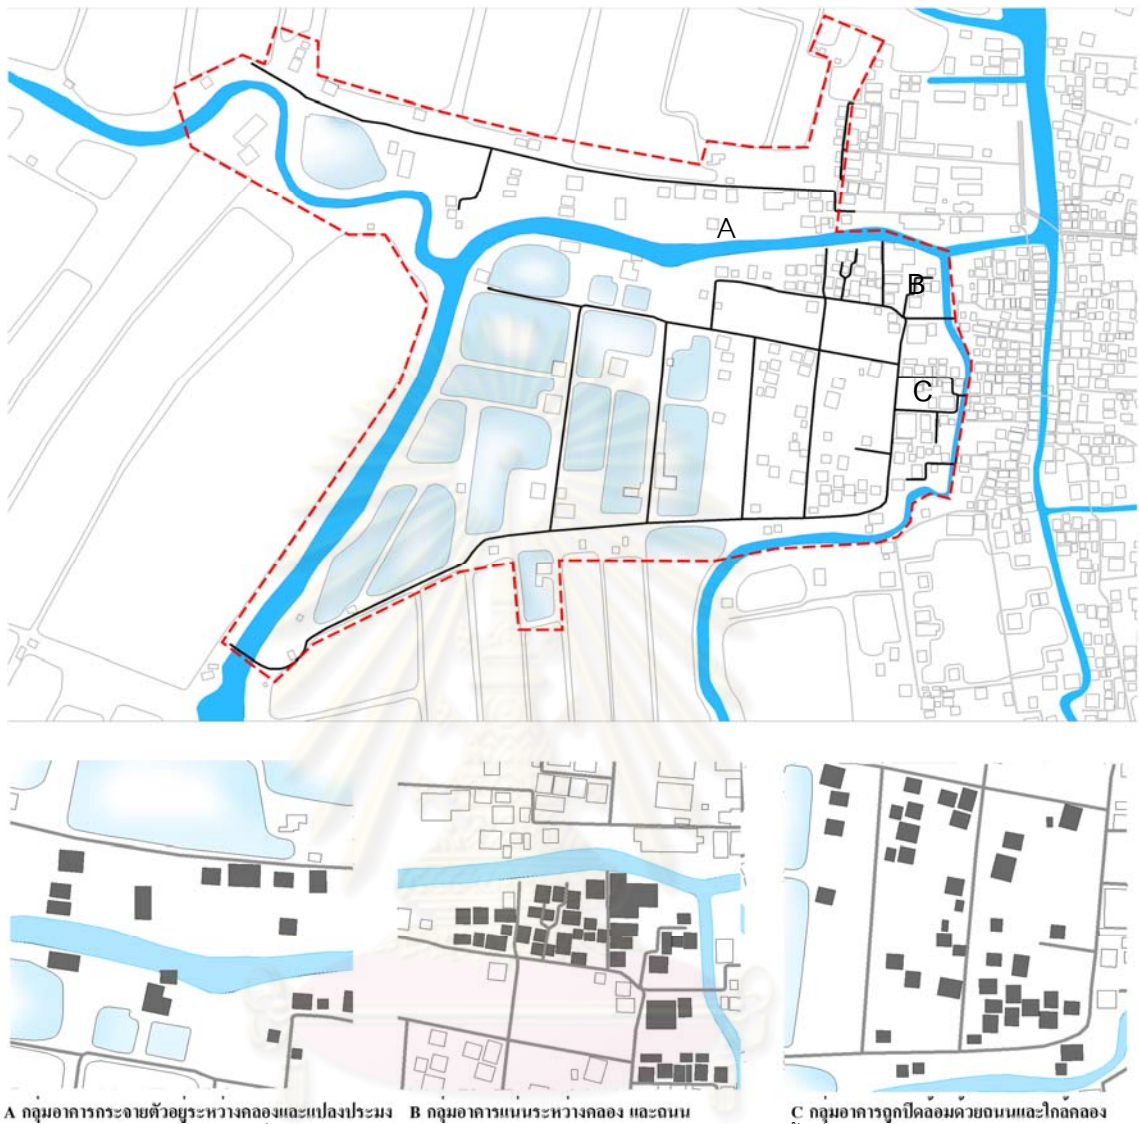 A
B
C
A กลุ่มอาคารกระจายตัวอยู่ระหว่างคลองและแปลงประมง
B กลุ่มอาคารแน่นระหว่างคลอง และถนน
C กลุ่มอาคารถูกปิดล้อมด้วยถนนและใกล้คลอง